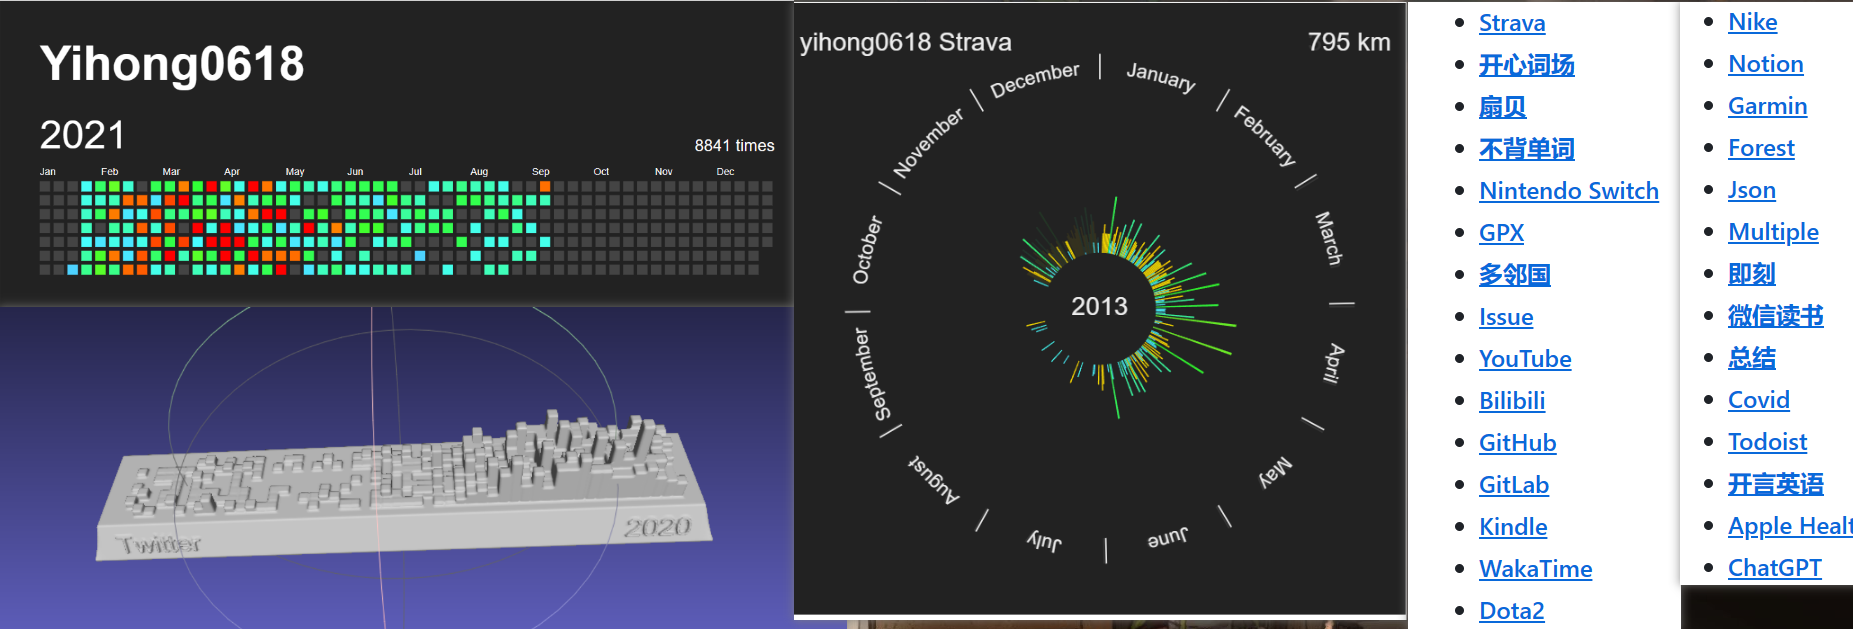 Yihong0618
2021
8841 times
Jan Feb Mar Apr May Jun Jul Aug Sep Oct Nov Dec
Twitter
2020
yihong0618 Strava
795 km
January
February
March
April
May
June
July
August
September
October
November
December
2013
Strava
开心词场
扇贝
不背单词
Nintendo Switch
GPX
多邻国
Issue
YouTube
Bilibili
GitHub
GitLab
Kindle
WakaTime
Dota2
Nike
Notion
Garmin
Forest
Json
Multiple
即刻
微信读书
总结
Covid
Todoist
开言英语
Apple Healt
ChatGPT